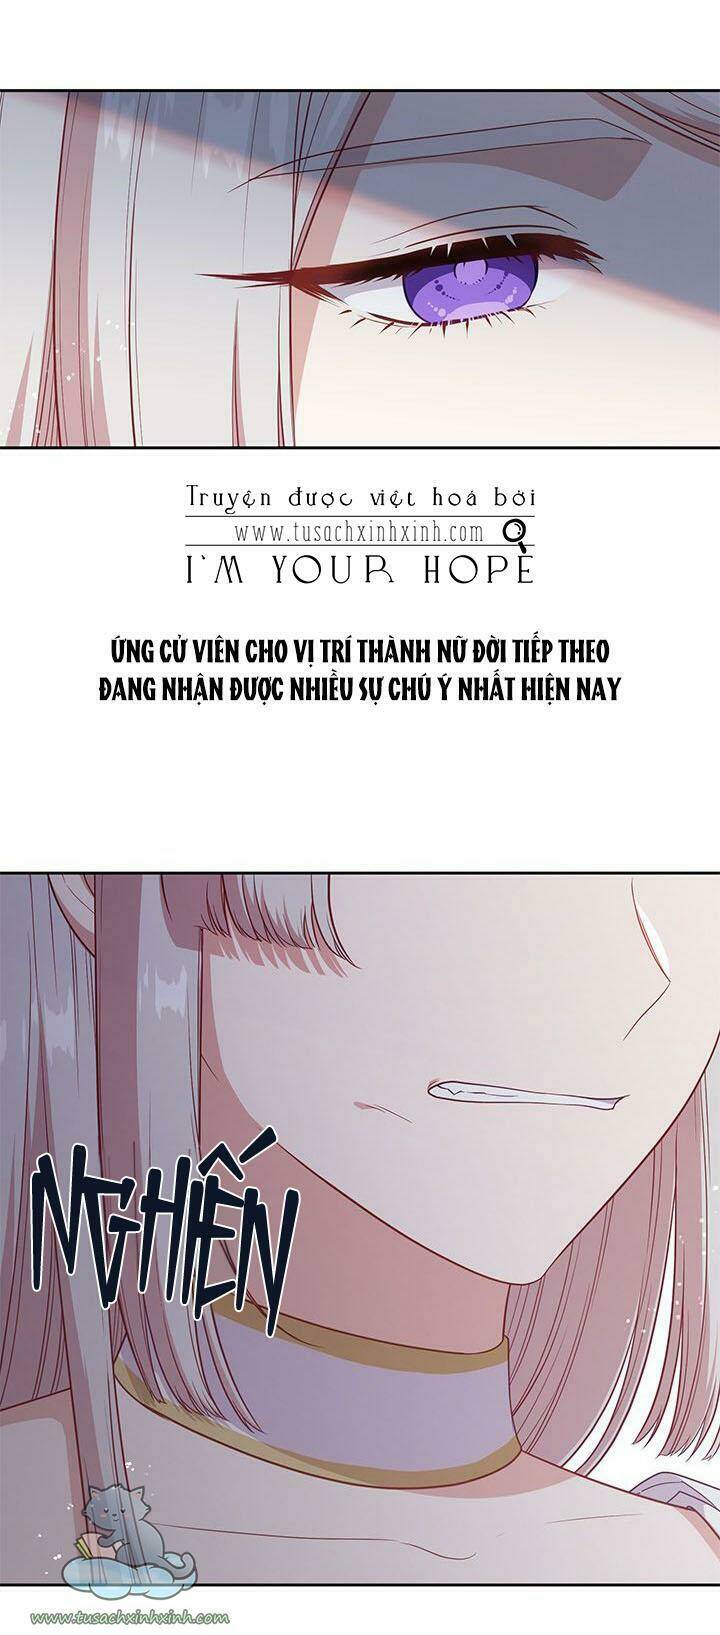 Truyện được việt hoá bởi
www.tusachxinhxinh.com
I'M YOUR HOPE
ỨNG CỬ VIÊN CHO VỊ TRÍ THÀNH NỮ ĐỜI TIẾP THEO
ĐANG NHẬN ĐƯỢC NHIỀU SỰ CHÚ Ý NHẤT HIỆN NAY
NGHIẾN
www.tusachxinhxinh.com